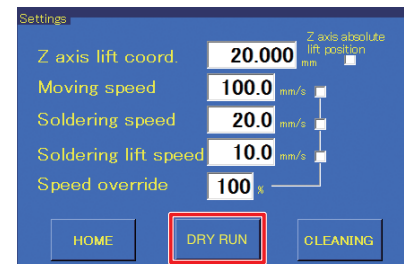 Settings
Z axis lift coord. 20.000 mm
Z axis absolute
lift position
Moving speed 100.0 mm/s
Soldering speed 20.0 mm/s
Soldering lift speed 10.0 mm/s
Speed override 100 %
HOME DRY RUN CLEANING